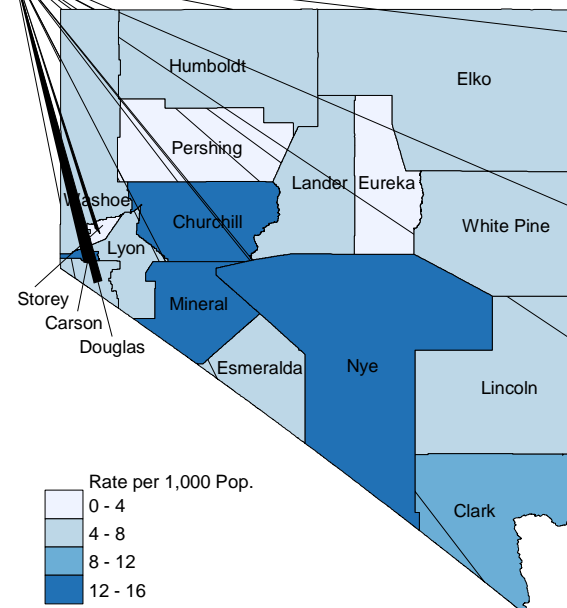 Humboldt
Elko
Pershing
Lander
Eureka
Washoe
Churchill
White Pine
Lyon
Storey
Carson
Douglas
Mineral
Esmeralda
Nye
Lincoln
Clark
Rate per 1,000 Pop.
0 - 4
4 - 8
8 - 12
12 - 16